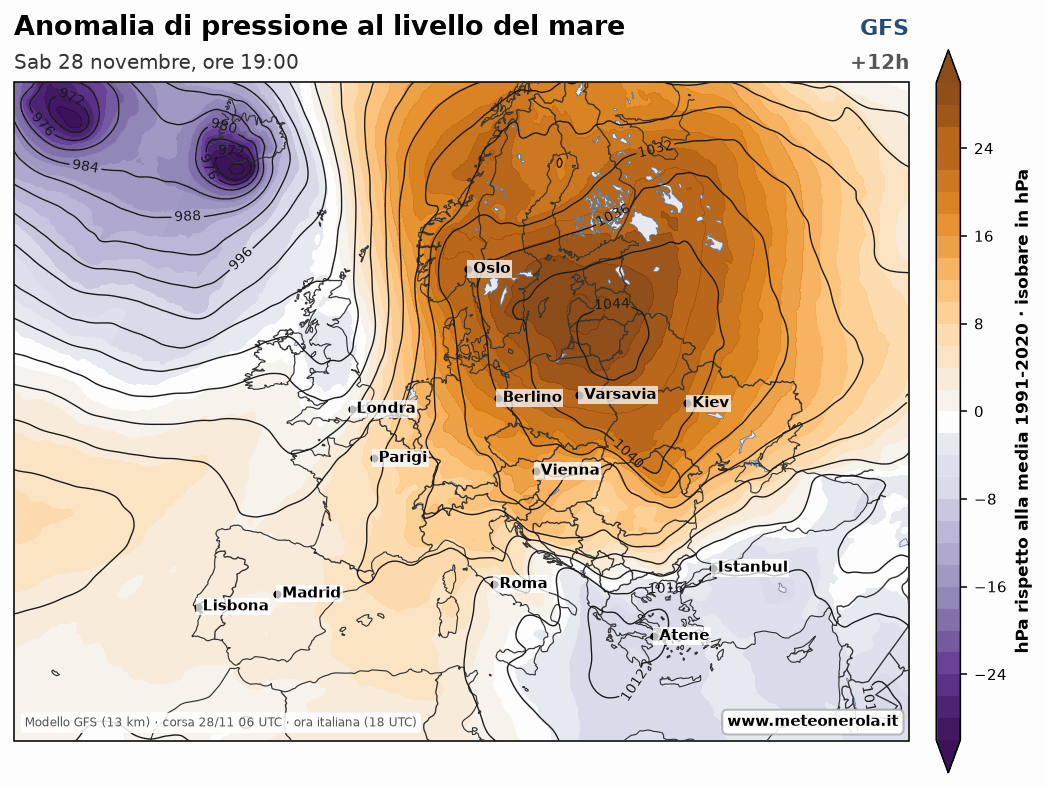 Anomalia di pressione al livello del mare
GFS
Sab 28 novembre, ore 19:00
+12h
972
976
980
972
976
984
988
996
1032
1036
1044
1040
1016
1012
0
Oslo
Londra
Berlino
Varsavia
Kiev
Parigi
Vienna
Istanbul
Roma
Madrid
Lisbona
Atene
24
16
8
0
−8
−16
−24
hPa rispetto alla media 1991-2020 · isobare in hPa
Modello GFS (13 km) · corsa 28/11 06 UTC · ora italiana (18 UTC)
www.meteonerola.it